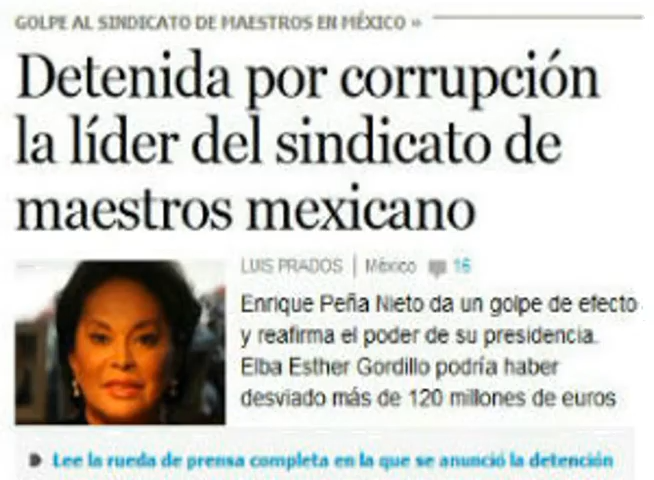 GOLPE AL SINDICATO DE MAESTROS EN MÉXICO »
Detenida por corrupción
la líder del sindicato de
maestros mexicano
LUIS PRADOS | México 16
Enrique Peña Nieto da un golpe de efecto
y reafirma el poder de su presidencia.
Elba Esther Gordillo podría haber
desviado más de 120 millones de euros
Lee la rueda de prensa completa en la que se anunció la detención